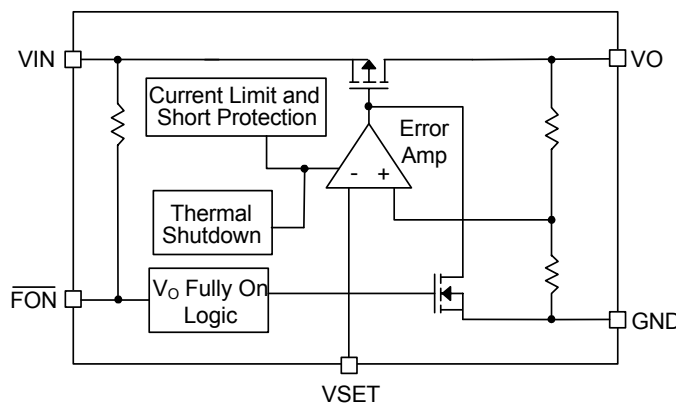 VIN
VO
Current Limit and
Short Protection
Error
Amp
-
+
Thermal
Shutdown
FON
VO Fully On
Logic
GND
VSET